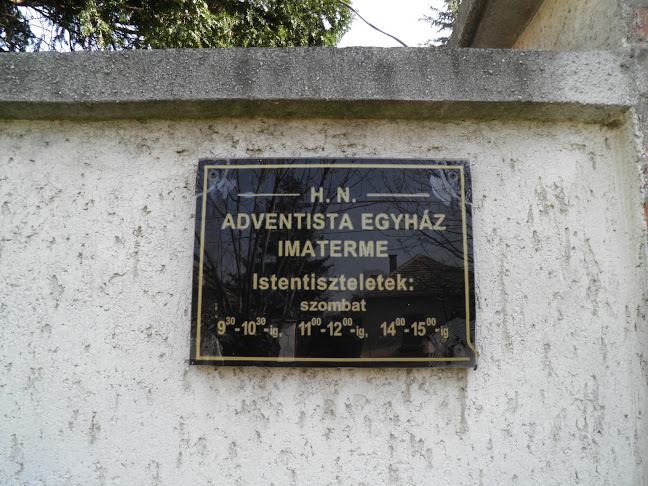 H. N.
ADVENTISTA EGYHÁZ
IMATERME
Istentiszteletek:
szombat
9³⁰-10³⁰-ig, 11⁰⁰-12⁰⁰-ig, 14⁰⁰-15⁰⁰-ig